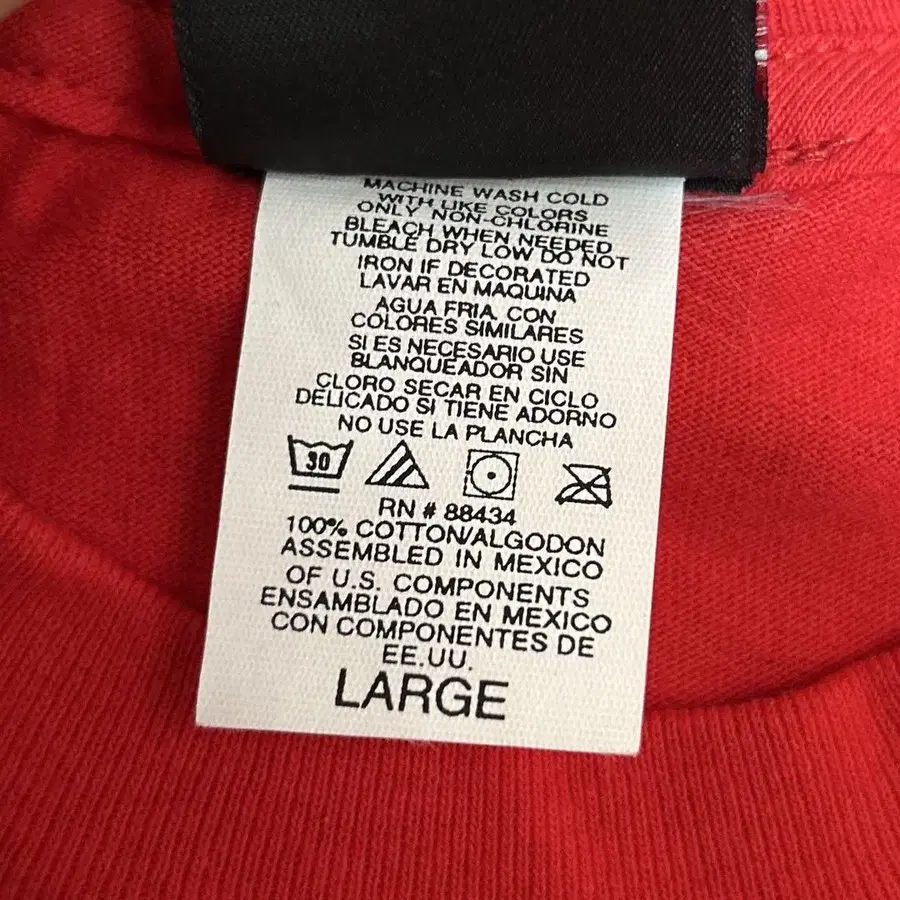 MACHINE WASH COLD
WITH LIKE COLORS
ONLY NON-CHLORINE
BLEACH WHEN NEEDED
TUMBLE DRY LOW DO NOT
IRON IF DECORATED
LAVAR EN MAQUINA
AGUA FRIA, CON
COLORES SIMILARES
SI ES NECESARIO USE
BLANQUEADOR SIN
CLORO SECAR EN CICLO
DELICADO SI TIENE ADORNO
NO USE LA PLANCHA
30
RN # 88434
100% COTTON/ALGODON
ASSEMBLED IN MEXICO
OF U.S. COMPONENTS
ENSAMBLADO EN MEXICO
CON COMPONENTES DE
EE.UU.
LARGE